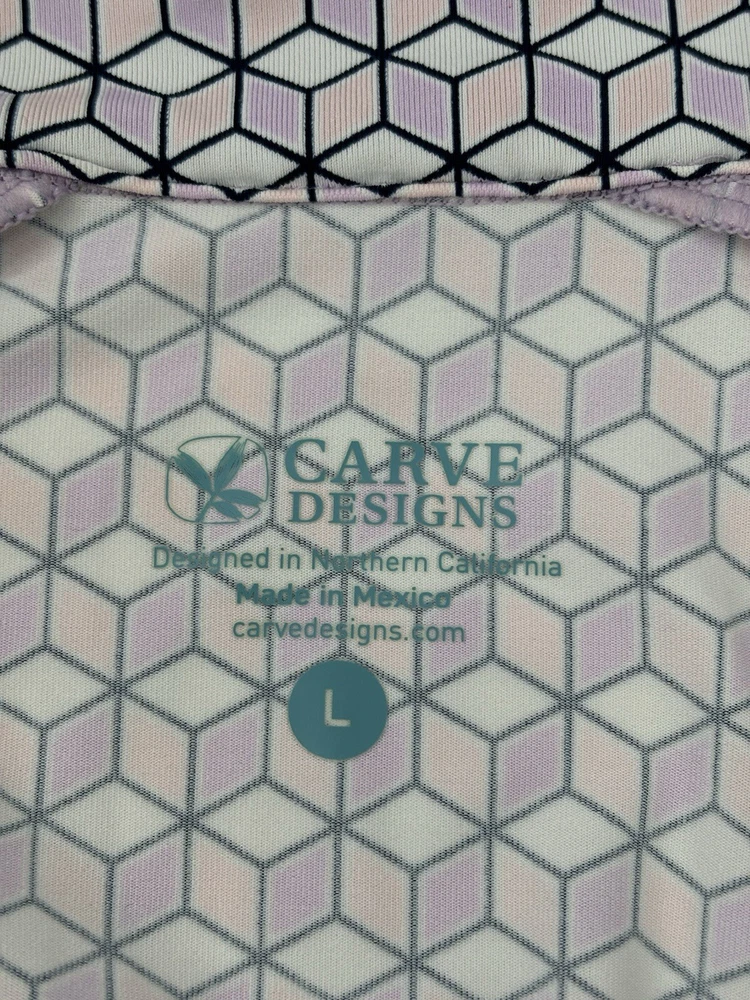 CARVE
DESIGNS
Designed in Northern California
Made in Mexico
carvedesigns.com
L